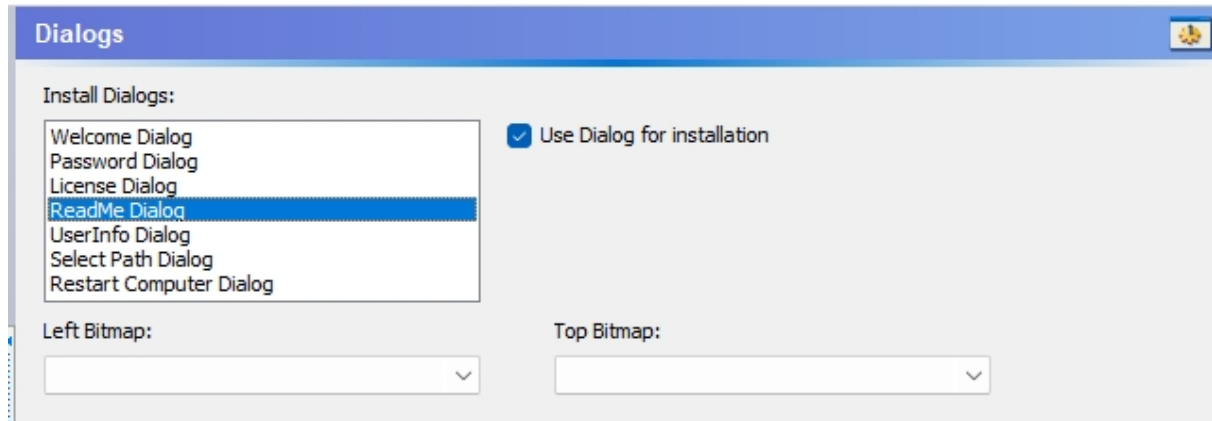 Dialogs
Install Dialogs:
Welcome Dialog
Password Dialog
License Dialog
ReadMe Dialog
UserInfo Dialog
Select Path Dialog
Restart Computer Dialog
Use Dialog for installation
Left Bitmap:
Top Bitmap: